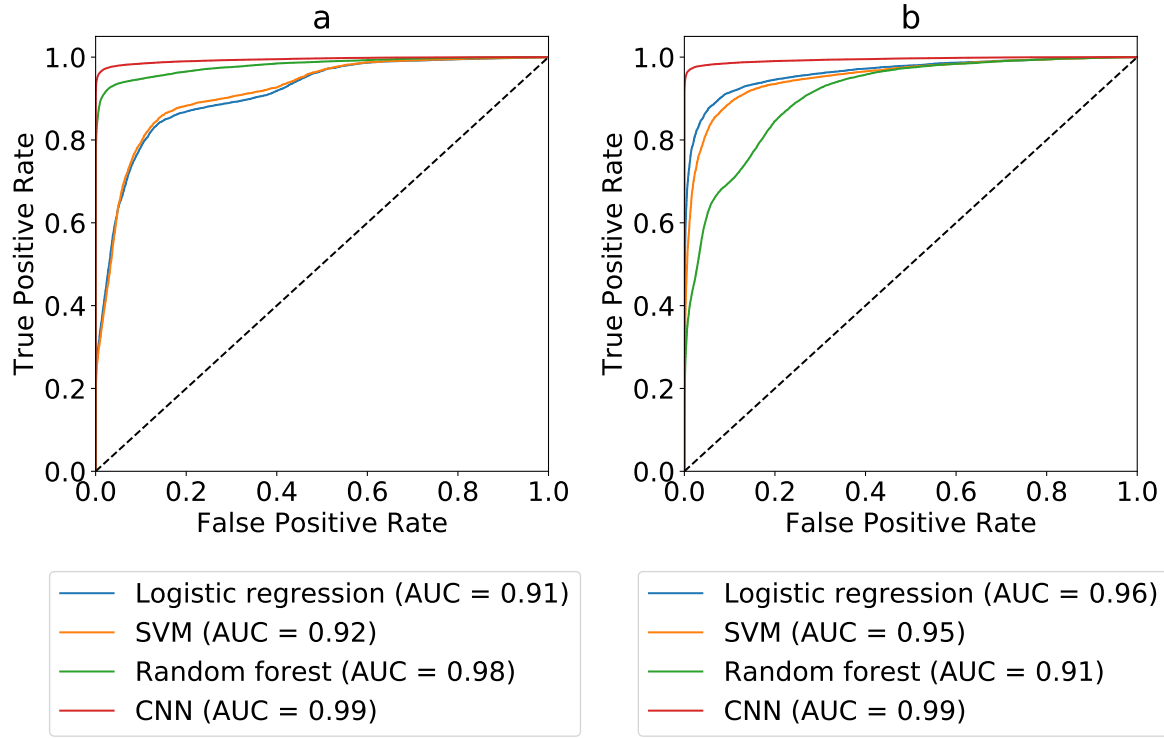 a
1.0
0.8
0.6
0.4
0.2
0.0
True Positive Rate
0.0 0.2 0.4 0.6 0.8 1.0
False Positive Rate
Logistic regression (AUC = 0.91)
SVM (AUC = 0.92)
Random forest (AUC = 0.98)
CNN (AUC = 0.99)
b
1.0
0.8
0.6
0.4
0.2
0.0
True Positive Rate
0.0 0.2 0.4 0.6 0.8 1.0
False Positive Rate
Logistic regression (AUC = 0.96)
SVM (AUC = 0.95)
Random forest (AUC = 0.91)
CNN (AUC = 0.99)